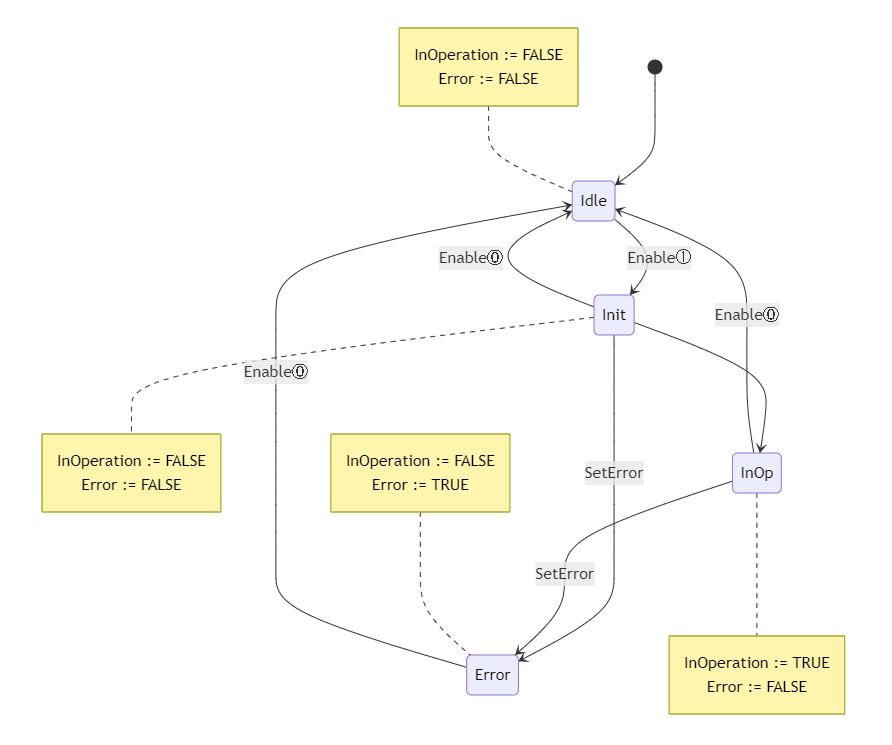 InOperation := FALSE
Error := FALSE
Idle
Enable⓪
Enable①
Init
Enable⓪
Enable⓪
InOperation := FALSE
Error := FALSE
InOperation := FALSE
Error := TRUE
SetError
InOp
SetError
Error
InOperation := TRUE
Error := FALSE